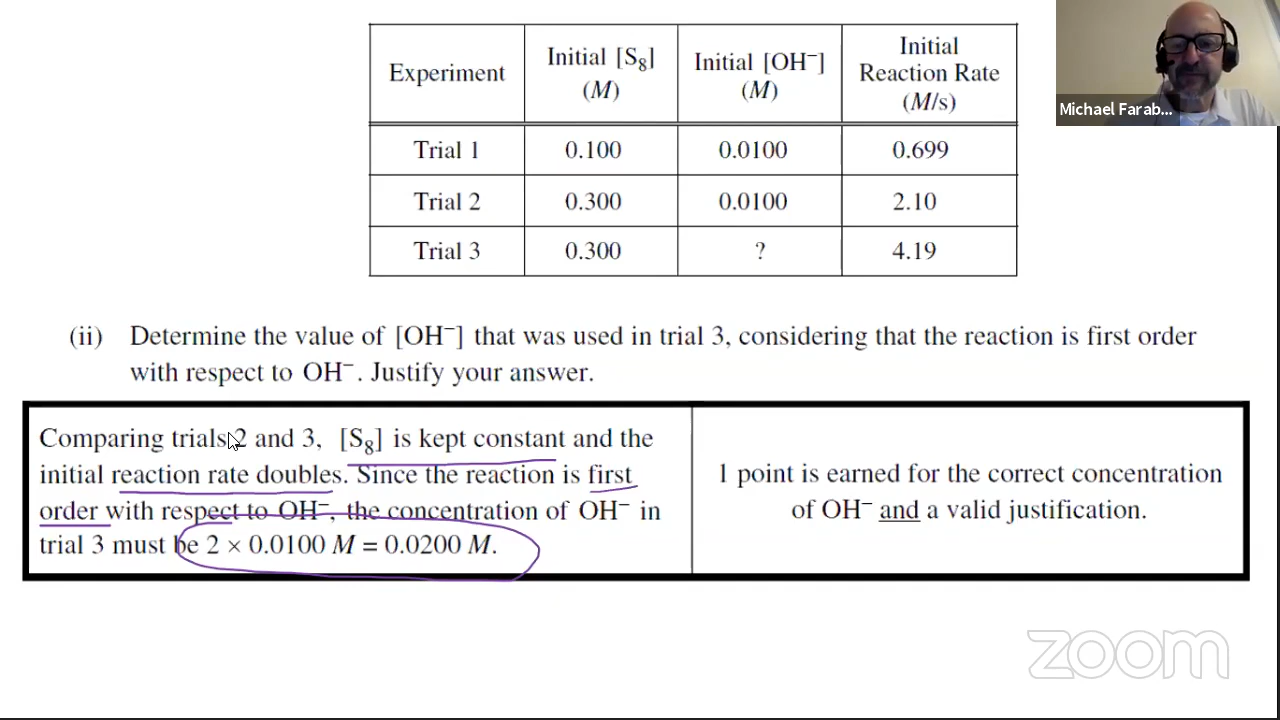 Experiment
Initial [S₈]
(M)
Initial [OH⁻]
(M)
Initial
Reaction Rate
(M/s)
Trial 1
0.100
0.0100
0.699
Trial 2
0.300
0.0100
2.10
Trial 3
0.300
?
4.19
(ii) Determine the value of [OH⁻] that was used in trial 3, considering that the reaction is first order
with respect to OH⁻. Justify your answer.
Comparing trials 2 and 3, [S₈] is kept constant and the
initial reaction rate doubles. Since the reaction is first
order with respect to OH⁻, the concentration of OH⁻ in
trial 3 must be 2 × 0.0100 M = 0.0200 M.
1 point is earned for the correct concentration
of OH⁻ and a valid justification.
Michael Farab...
zoom